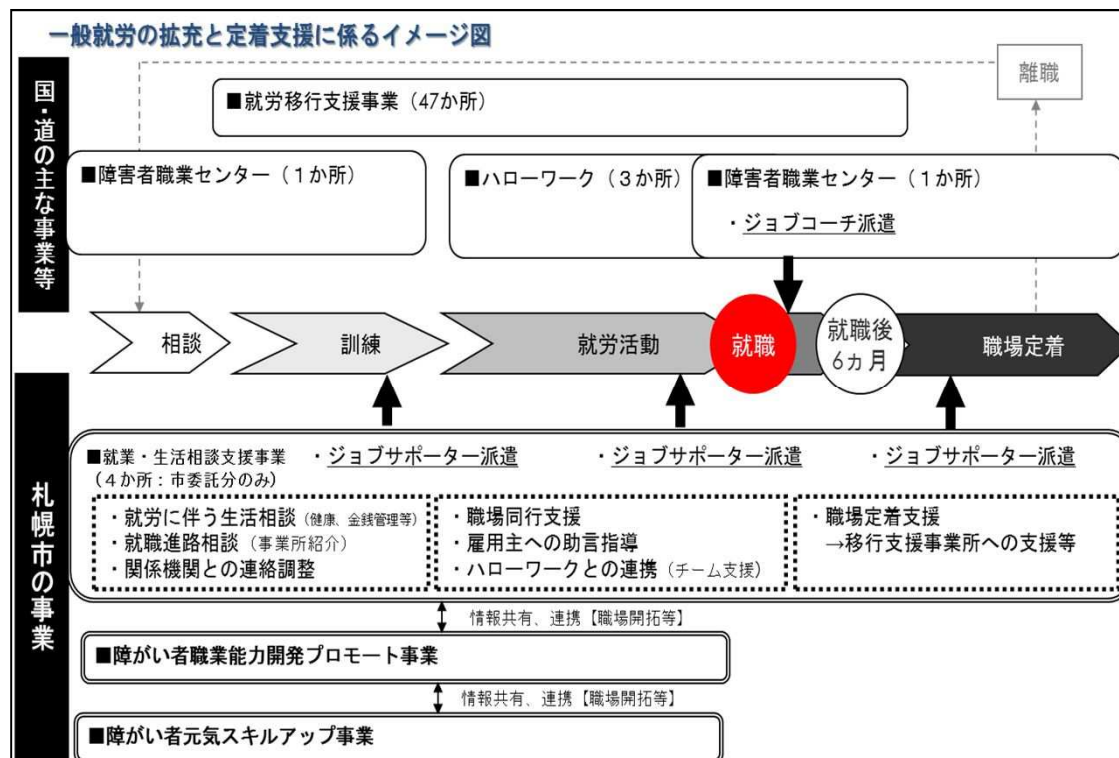 一般就労の拡充と定着支援に係るイメージ図
国・道の主な事業等
離職
■就労移行支援事業（47か所）
■障害者職業センター（１か所）
■ハローワーク（３か所）
■障害者職業センター（１か所）
・ジョブコーチ派遣
相談
訓練
就労活動
就職
就職後
6ヵ月
職場定着
札幌市の事業
■就業・生活相談支援事業
（４か所：市委託分のみ）
・ジョブサポーター派遣
・ジョブサポーター派遣
・ジョブサポーター派遣
・就労に伴う生活相談（健康、金銭管理等）
・就職進路相談（事業所紹介）
・関係機関との連絡調整
・職場同行支援
・雇用主への助言指導
・ハローワークとの連携（チーム支援）
・職場定着支援
→移行支援事業所への支援等
情報共有、連携【職場開拓等】
■障がい者職業能力開発プロモート事業
情報共有、連携【職場開拓等】
■障がい者元気スキルアップ事業